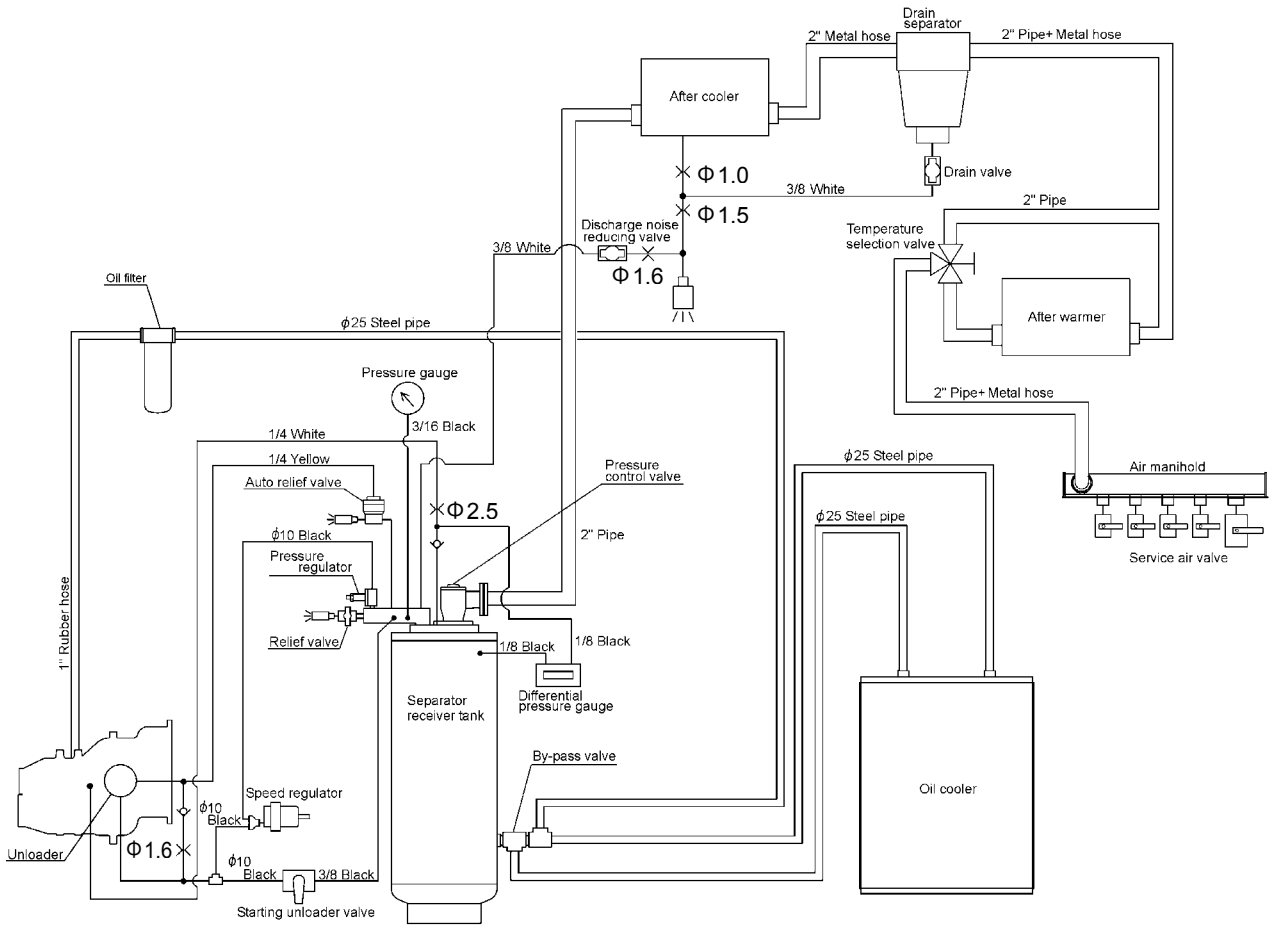 Drain
separator
2" Metal hose
2" Pipe+ Metal hose
After cooler
Φ1.0
Drain valve
3/8 White
2" Pipe
Φ1.5
Discharge noise
reducing valve
Temperature
selection valve
3/8 White
Φ1.6
Oil filter
After warmer
ϕ25 Steel pipe
Pressure gauge
2" Pipe+ Metal hose
3/16 Black
1/4 White
1/4 Yellow
Pressure
control valve
ϕ25 Steel pipe
Air manifold
Auto relief valve
Φ2.5
ϕ25 Steel pipe
ϕ10 Black
2" Pipe
Service air valve
Pressure
regulator
1" Rubber hose
Relief valve
1/8 Black
1/8 Black
Differential
pressure gauge
Separator
receiver tank
By-pass valve
Speed regulator
Oil cooler
ϕ10
Black
Unloader
Φ1.6
ϕ10
Black
3/8 Black
Starting unloader valve